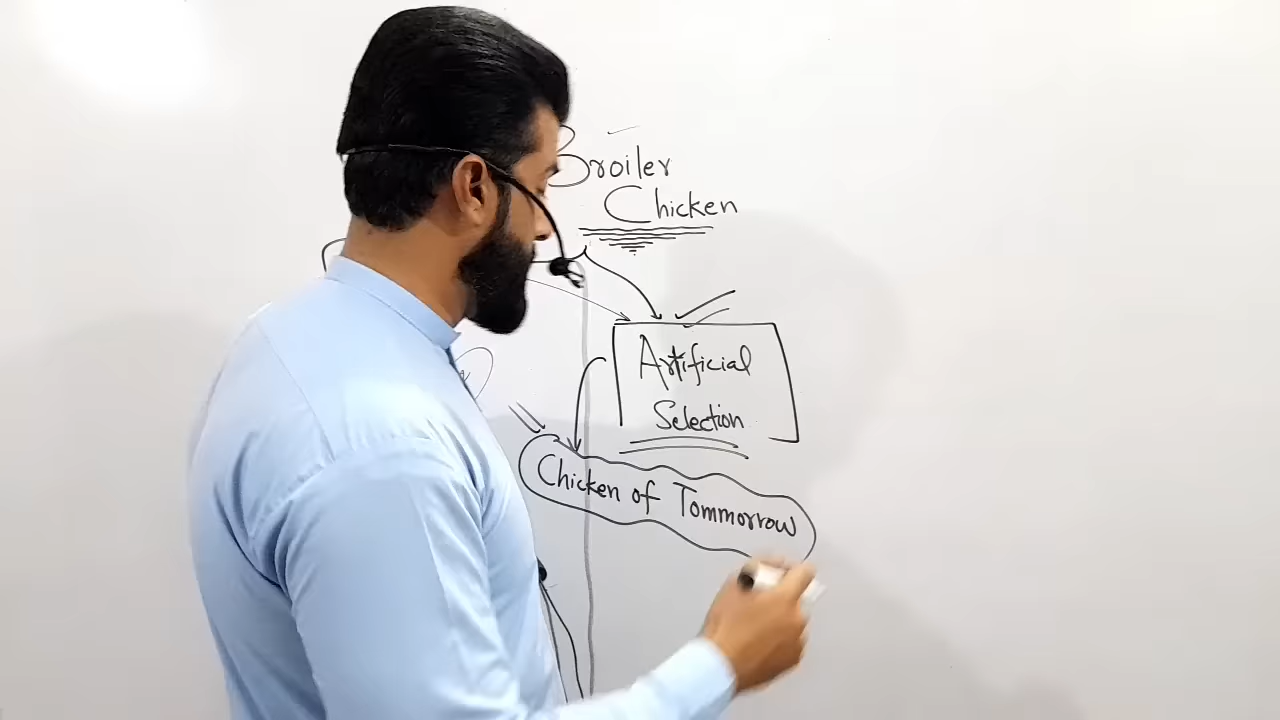 Broiler
Chicken
Artificial
Selection
Chicken of Tommorrow